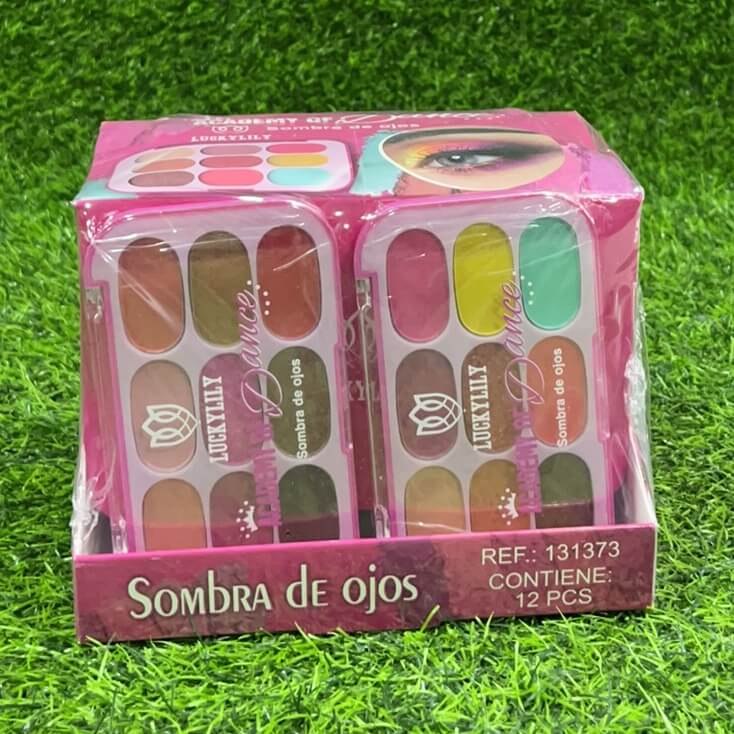 ACADEMY OF Dance...
Sombra de ojos
LUCKYLILY
LUCKYLILY
ACADEMY OF Dance...
Sombra de ojos
LUCKYLILY
ACADEMY OF Dance...
Sombra de ojos
SOMBRA DE OJOS
REF.: 131373
CONTIENE:
12 PCS